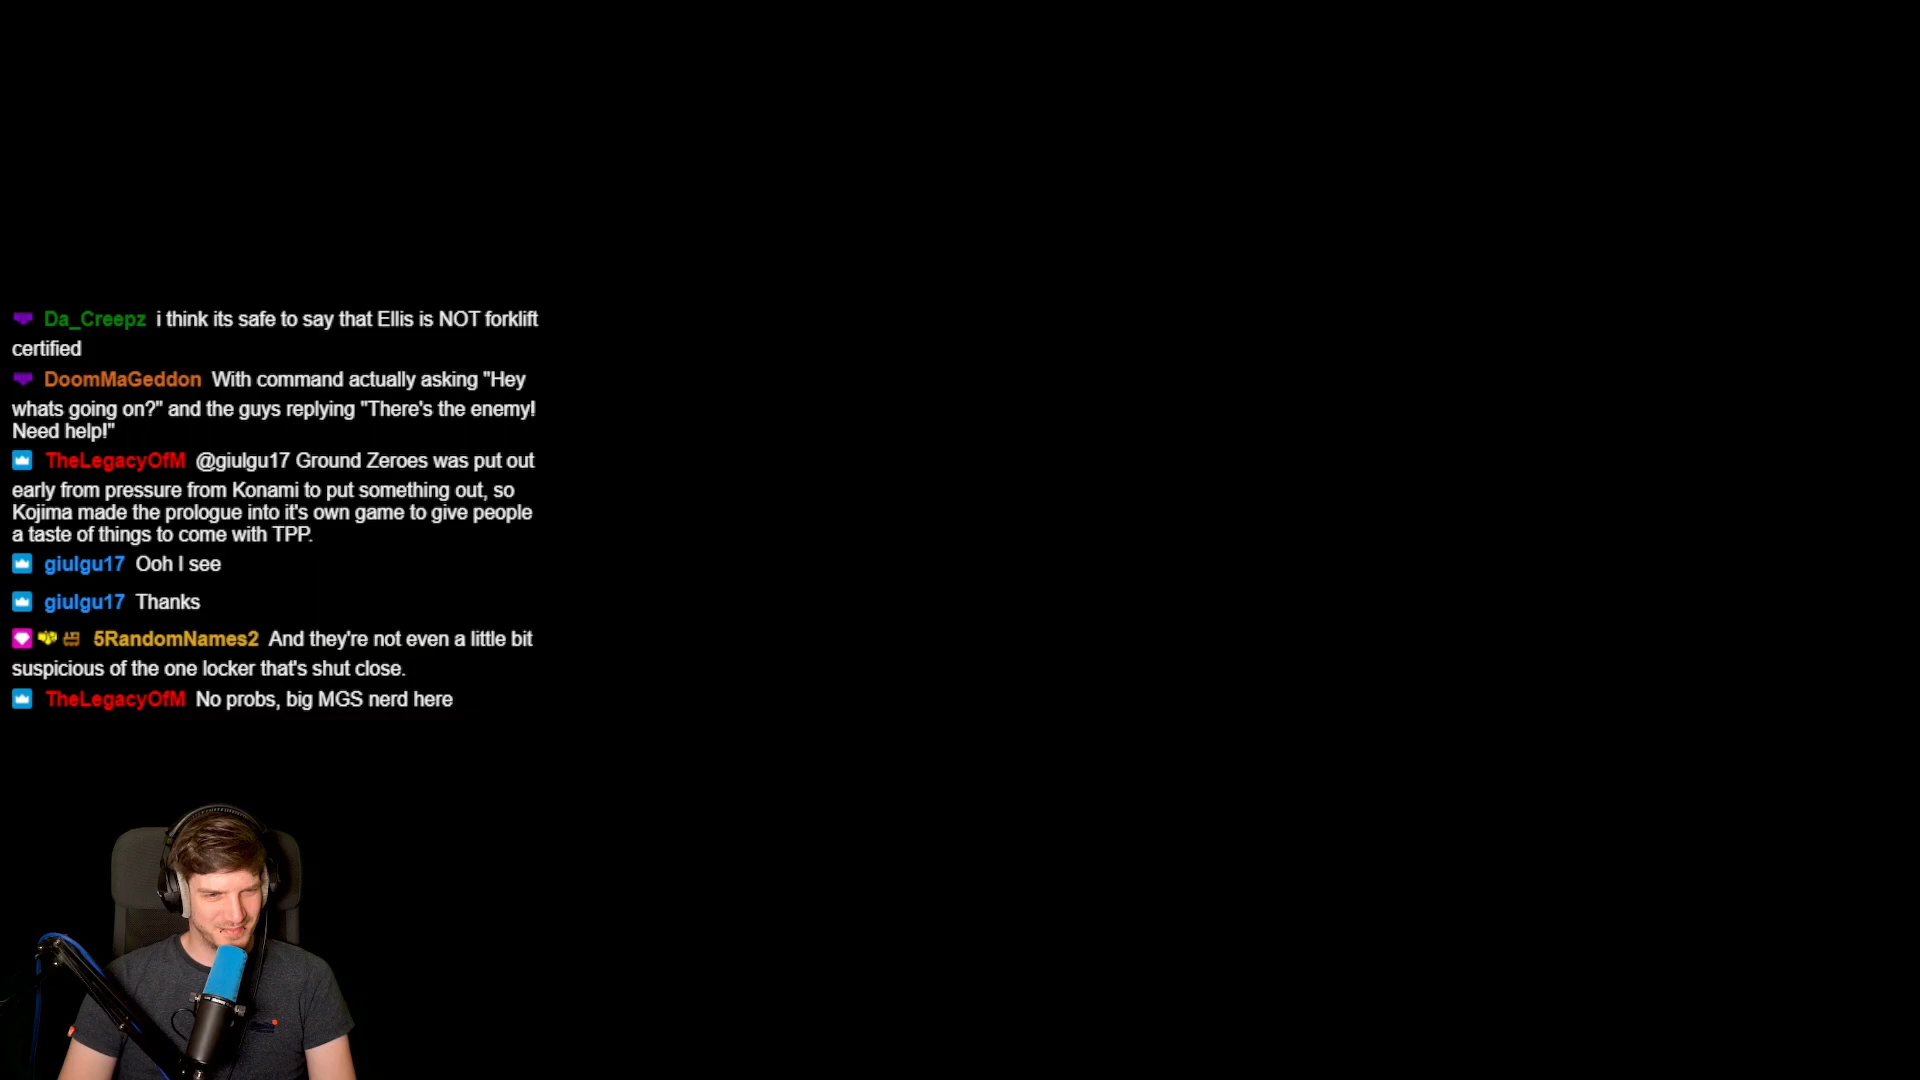 Da_Creepz i think its safe to say that Ellis is NOT forklift
certified
DoomMaGeddon With command actually asking "Hey
whats going on?" and the guys replying "There's the enemy!
Need help!"
TheLegacyOfM @giulgu17 Ground Zeroes was put out
early from pressure from Konami to put something out, so
Kojima made the prologue into it's own game to give people
a taste of things to come with TPP.
giulgu17 Ooh I see
giulgu17 Thanks
5RandomNames2 And they're not even a little bit
suspicious of the one locker that's shut close.
TheLegacyOfM No probs, big MGS nerd here